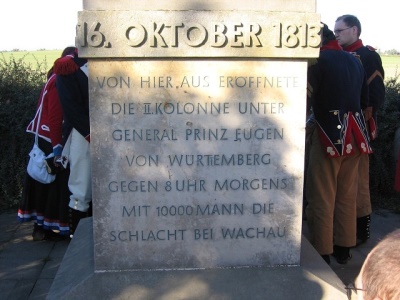 16. OKTOBER 1813
VON HIER AUS ERÖFFNETE
DIE II. KOLONNE UNTER
GENERAL PRINZ EUGEN
VON WÜRTEMBERG
GEGEN 8 UHR MORGENS
MIT 10000 MANN DIE
SCHLACHT BEI WACHAU